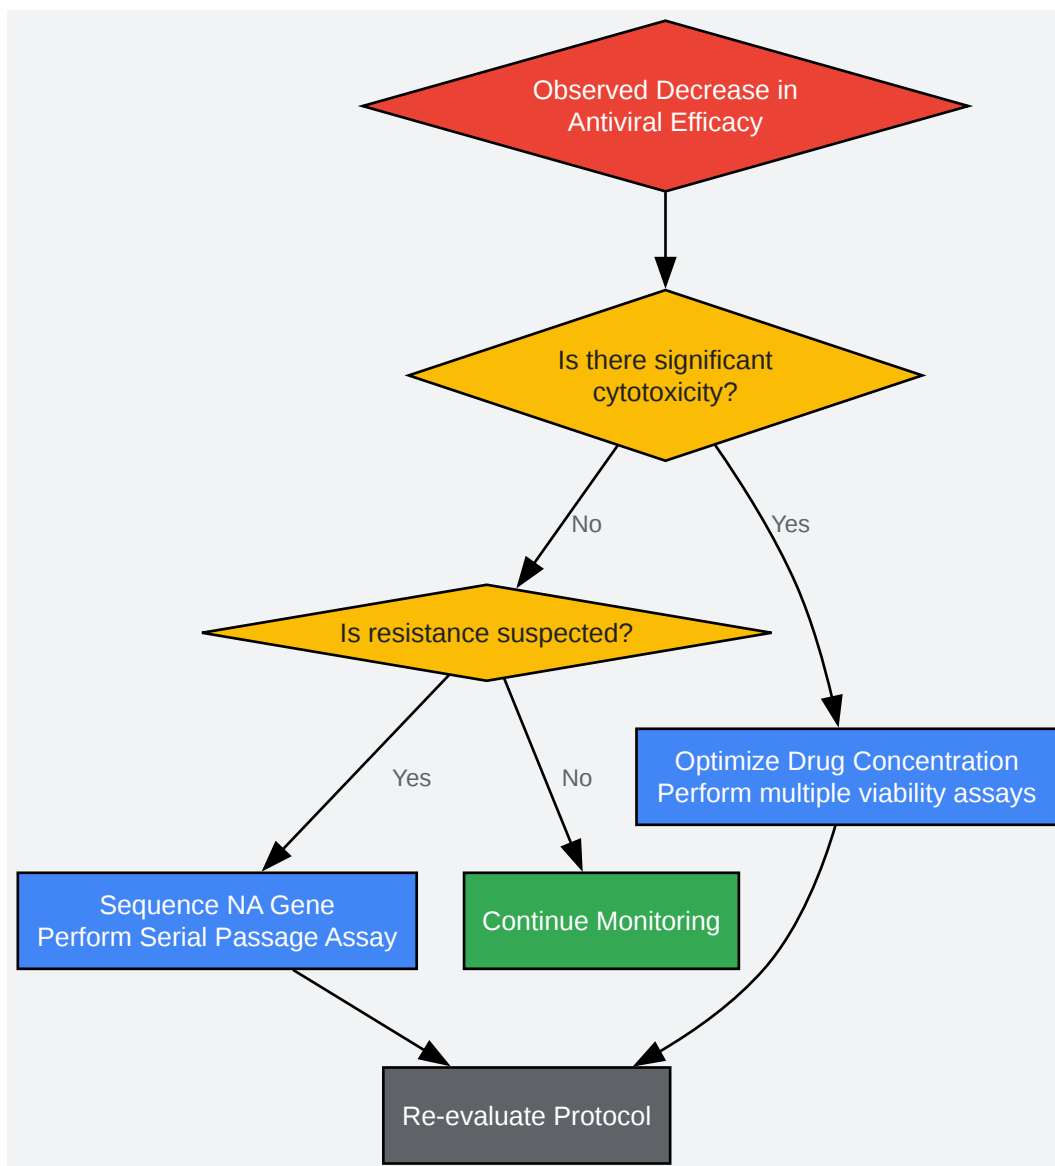 Observed Decrease in
Antiviral Efficacy
Is there significant
cytotoxicity?
No
Yes
Is resistance suspected?
Optimize Drug Concentration
Perform multiple viability assays
Yes
No
Sequence NA Gene
Perform Serial Passage Assay
Continue Monitoring
Re-evaluate Protocol